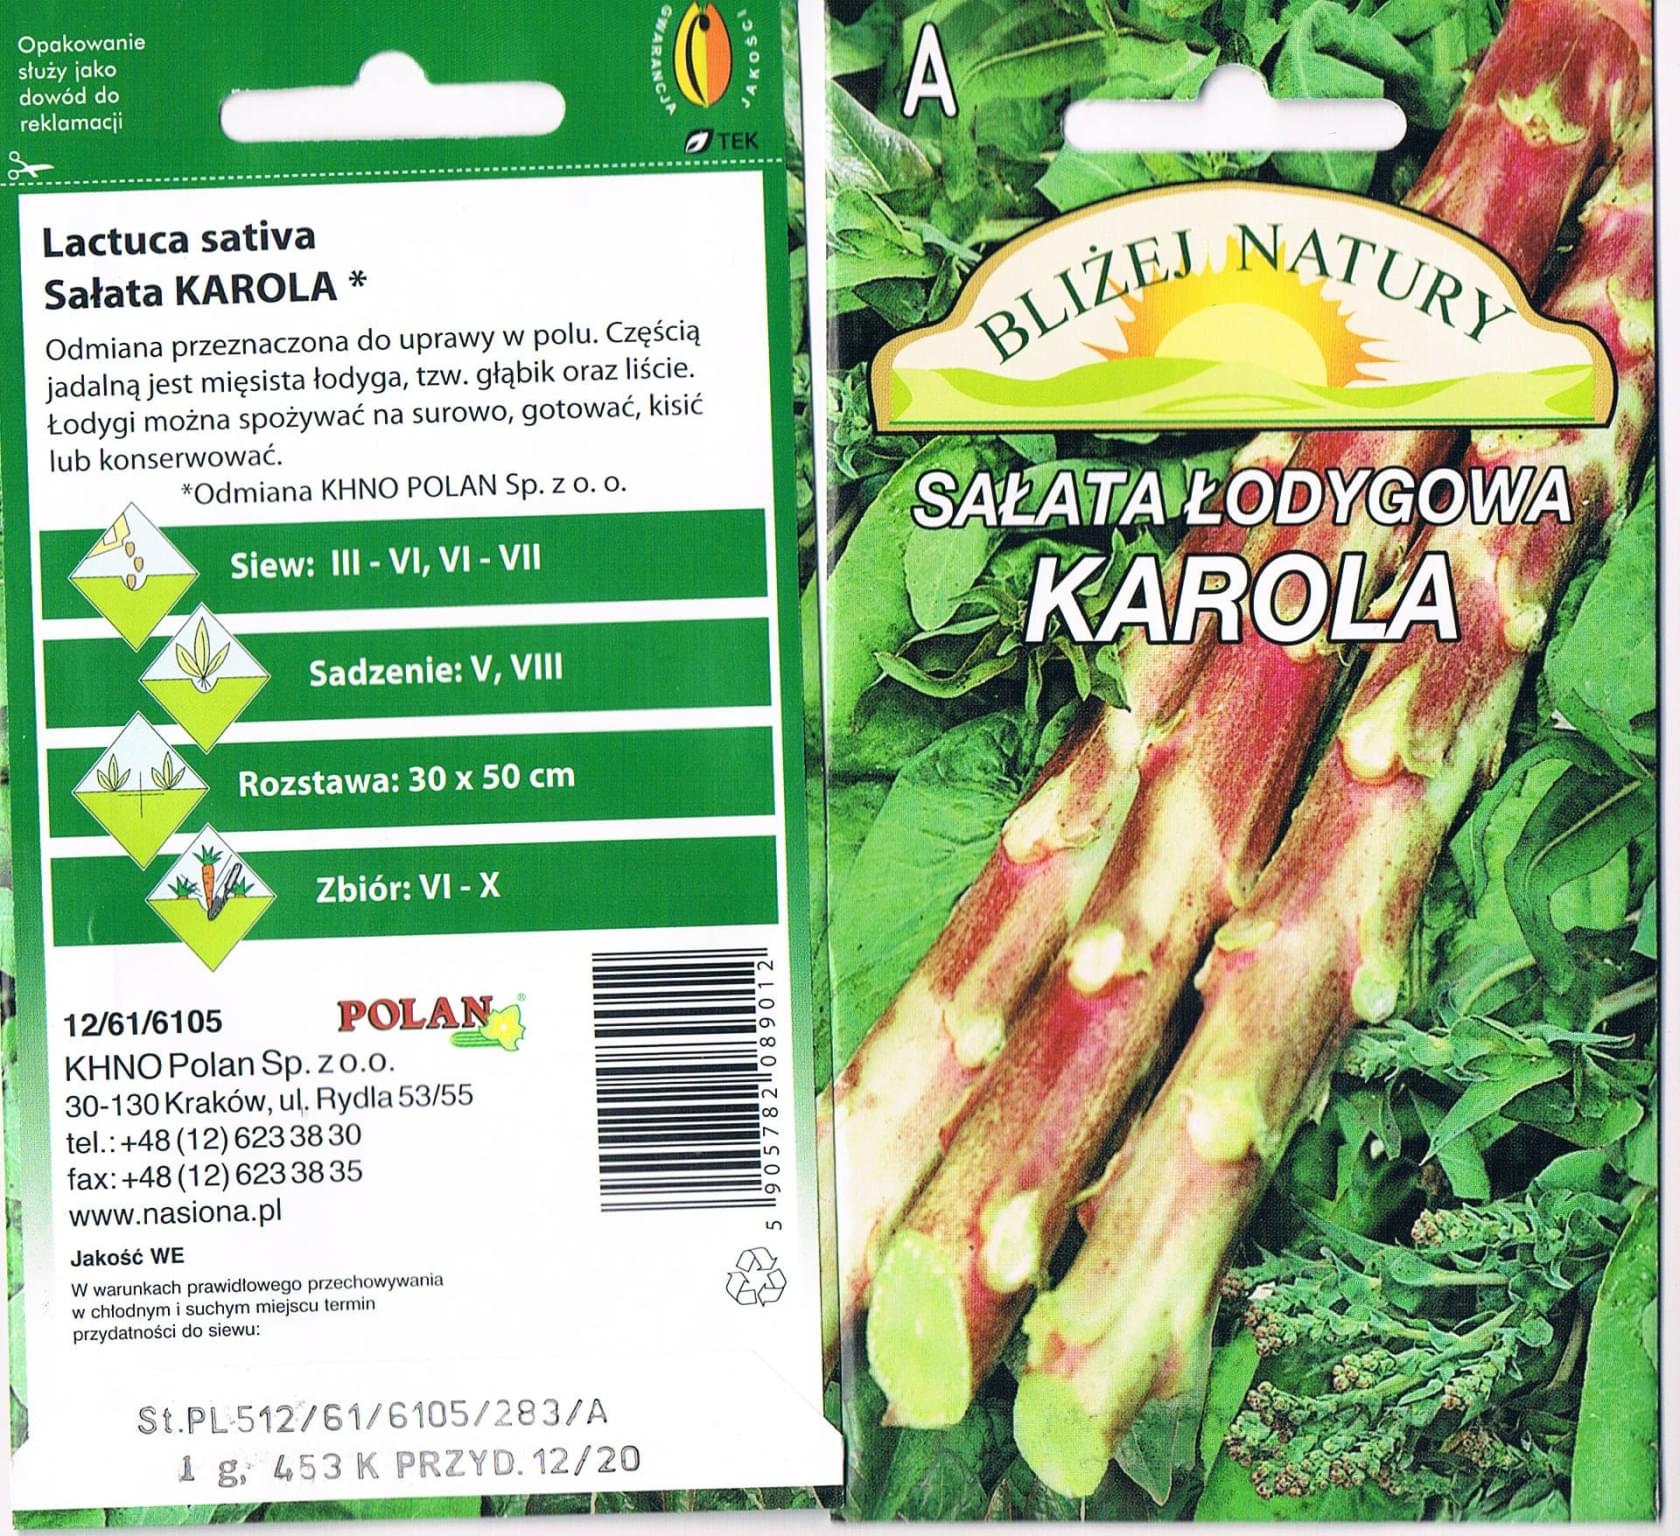 Opakowanie
służy jako
dowód do
reklamacji
GWARANCJA JAKOŚCI
TEK
Lactuca sativa
Sałata KAROLA *
Odmiana przeznaczona do uprawy w polu. Częścią
jadalną jest mięsista łodyga, tzw. głąbik oraz liście.
Łodygi można spożywać na surowo, gotować, kisić
lub konserwować.
*Odmiana KHNO POLAN Sp. z o. o.
Siew: III - VI, VI - VII
Sadzenie: V, VIII
Rozstawa: 30 x 50 cm
Zbiór: VI - X
12/61/6105
POLAN®
KHNO Polan Sp. z o.o.
30-130 Kraków, ul. Rydla 53/55
tel.: +48 (12) 623 38 30
fax: +48 (12) 623 38 35
www.nasiona.pl
Jakość WE
W warunkach prawidłowego przechowywania
w chłodnym i suchym miejscu termin
przydatności do siewu:
5 905782 089012
St.PL-512/61/6105/283/A
1 g, 453 K PRZYD. 12/20
A
BLIŻEJ NATURY
SAŁATA ŁODYGOWA
KAROLA